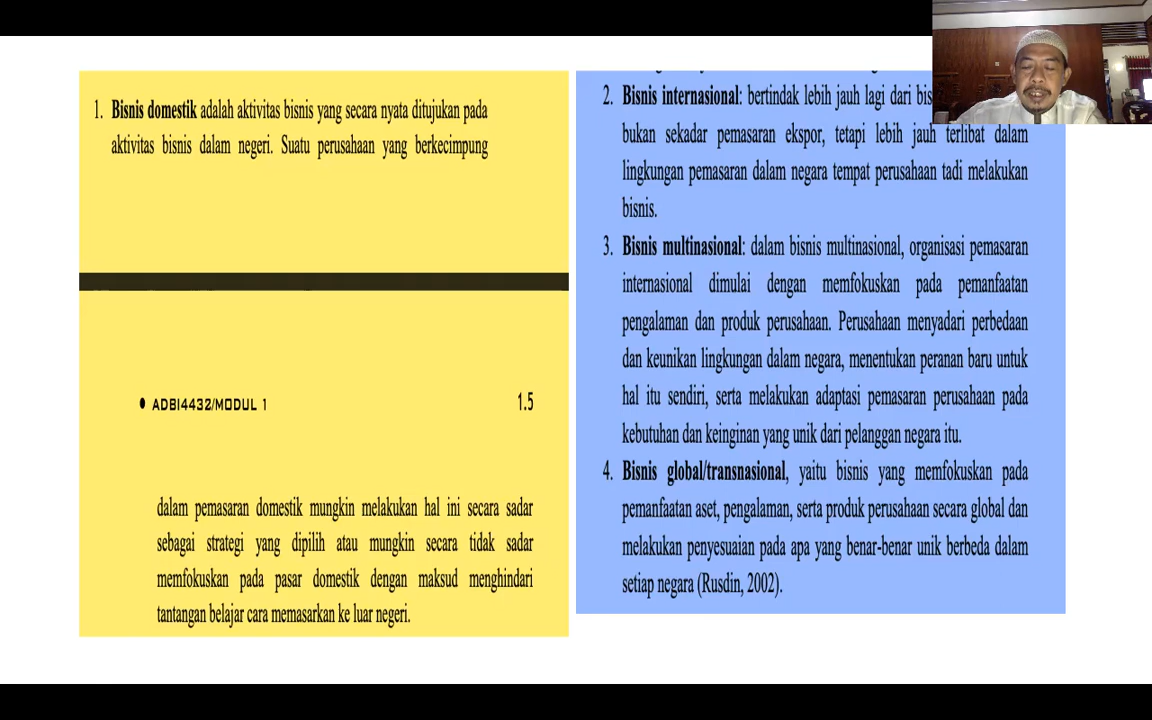 1. Bisnis domestik adalah aktivitas bisnis yang secara nyata ditujukan pada
aktivitas bisnis dalam negeri. Suatu perusahaan yang berkecimpung
● ADBI4432/MODUL 1 1.5
dalam pemasaran domestik mungkin melakukan hal ini secara sadar
sebagai strategi yang dipilih atau mungkin secara tidak sadar
memfokuskan pada pasar domestik dengan maksud menghindari
tantangan belajar cara memasarkan ke luar negeri.
2. Bisnis internasional: bertindak lebih jauh lagi dari
bukan sekadar pemasaran ekspor, tetapi lebih jauh terlibat dalam
lingkungan pemasaran dalam negara tempat perusahaan tadi melakukan
bisnis.
3. Bisnis multinasional: dalam bisnis multinasional, organisasi pemasaran
internasional dimulai dengan memfokuskan pada pemanfaatan
pengalaman dan produk perusahaan. Perusahaan menyadari perbedaan
dan keunikan lingkungan dalam negara, menentukan peranan baru untuk
hal itu sendiri, serta melakukan adaptasi pemasaran perusahaan pada
kebutuhan dan keinginan yang unik dari pelanggan negara itu.
4. Bisnis global/transnasional, yaitu bisnis yang memfokuskan pada
pemanfaatan aset, pengalaman, serta produk perusahaan secara global dan
melakukan penyesuaian pada apa yang benar-benar unik berbeda dalam
setiap negara (Rusdin, 2002).